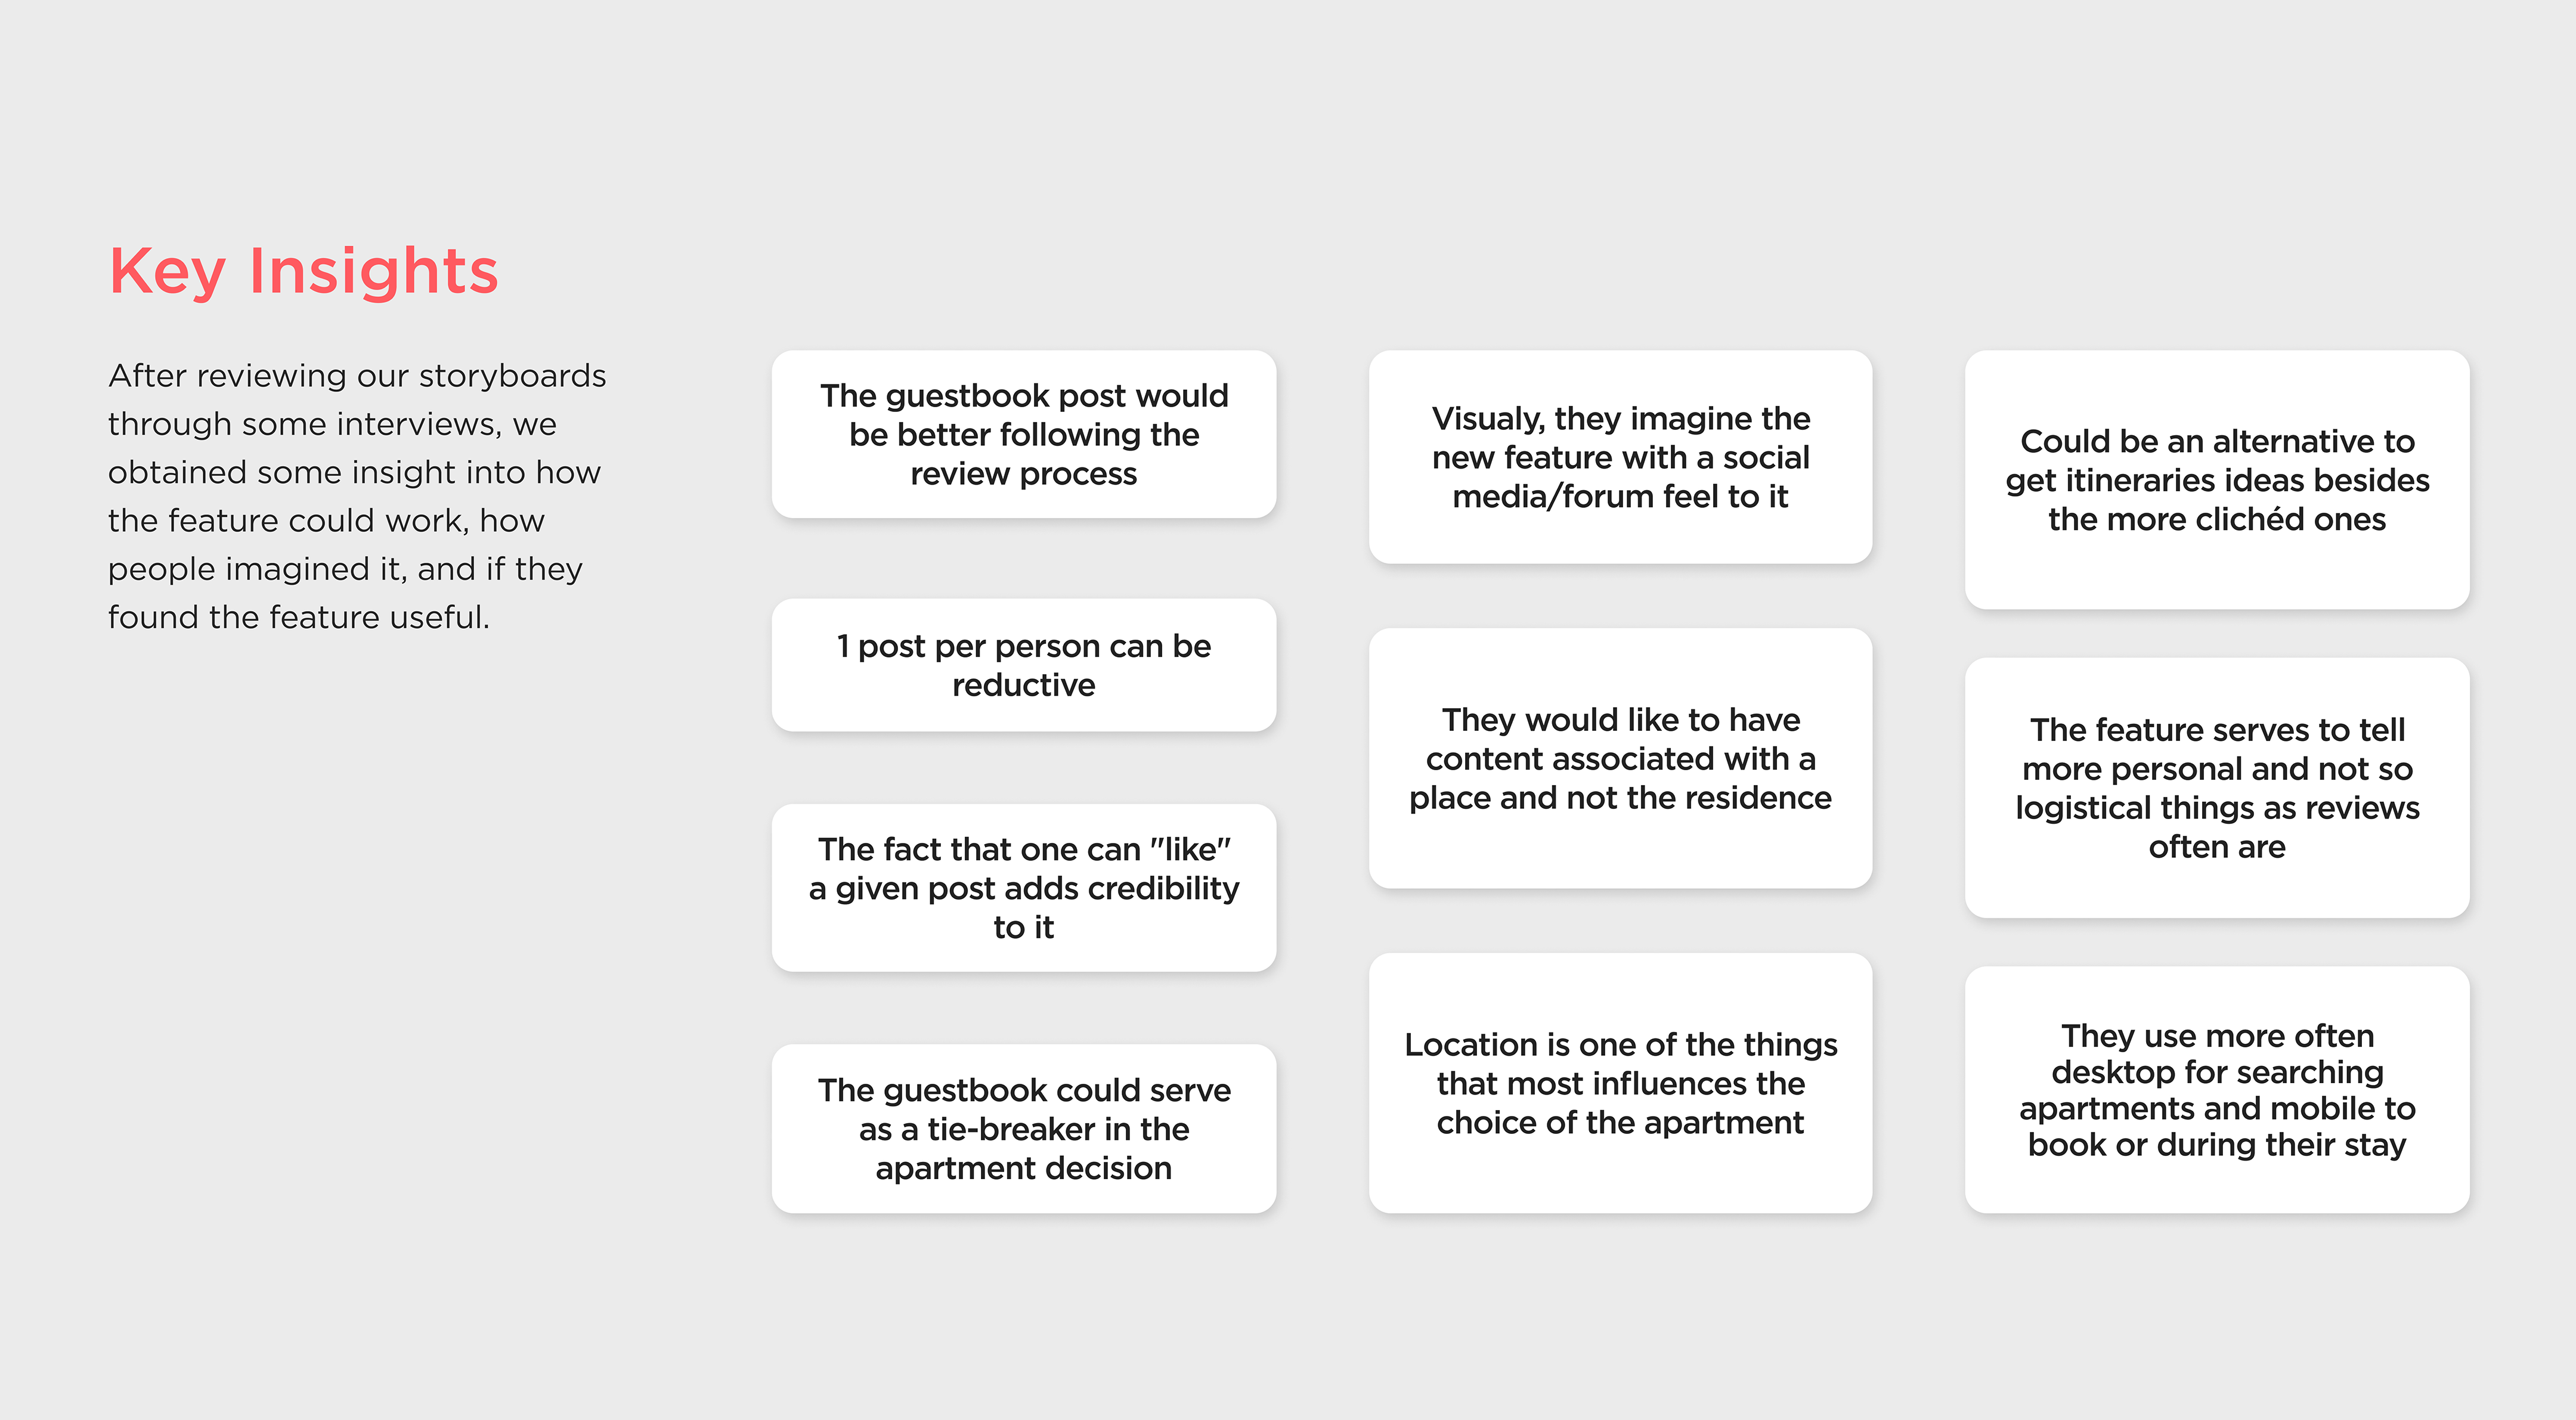 Key Insights
After reviewing our storyboards
through some interviews, we
obtained some insight into how
the feature could work, how
people imagined it, and if they
found the feature useful.
The guestbook post would
be better following the
review process
1 post per person can be
reductive
The fact that one can "like"
a given post adds credibility
to it
The guestbook could serve
as a tie-breaker in the
apartment decision
Visualy, they imagine the
new feature with a social
media/forum feel to it
They would like to have
content associated with a
place and not the residence
Location is one of the things
that most influences the
choice of the apartment
Could be an alternative to
get itineraries ideas besides
the more clichéd ones
The feature serves to tell
more personal and not so
logistical things as reviews
often are
They use more often
desktop for searching
apartments and mobile to
book or during their stay